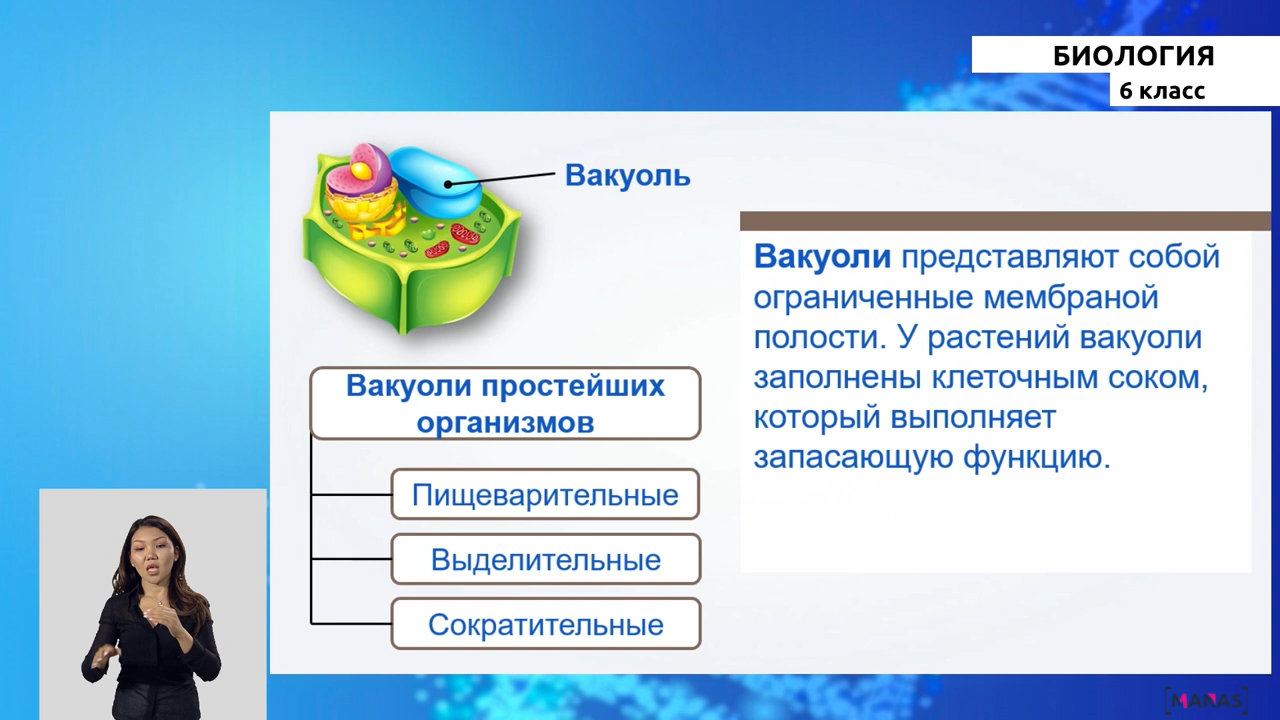 БИОЛОГИЯ
6 класс
Вакуоль
Вакуоли представляют собой
ограниченные мембраной
полости. У растений вакуоли
заполнены клеточным соком,
который выполняет
запасающую функцию.
Вакуоли простейших
организмов
Пищеварительные
Выделительные
Сократительные
MANAS